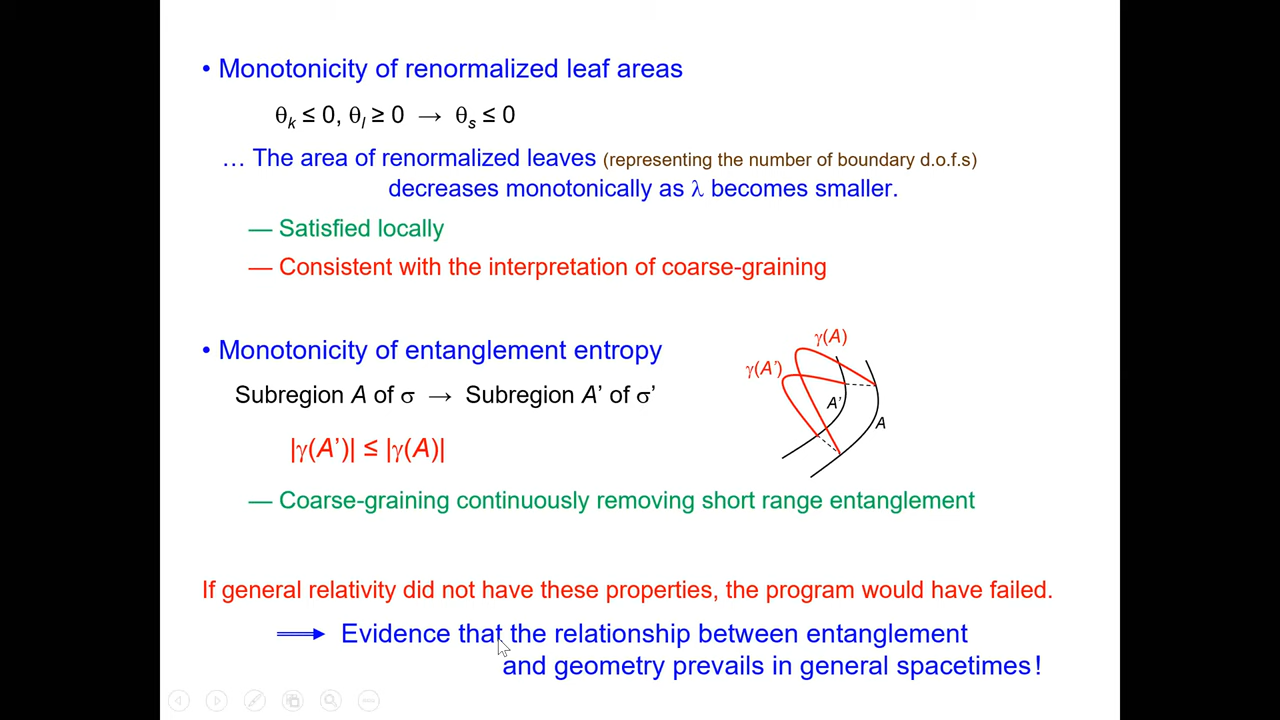 • Monotonicity of renormalized leaf areas
θk ≤ 0, θl ≥ 0 → θs ≤ 0
… The area of renormalized leaves (representing the number of boundary d.o.f.s)
decreases monotonically as λ becomes smaller.
— Satisfied locally
— Consistent with the interpretation of coarse-graining
• Monotonicity of entanglement entropy
Subregion A of σ → Subregion A’ of σ’
|γ(A’)| ≤ |γ(A)|
γ(A)
γ(A’)
A’
A
— Coarse-graining continuously removing short range entanglement
If general relativity did not have these properties, the program would have failed.
⟹ Evidence that the relationship between entanglement
and geometry prevails in general spacetimes!